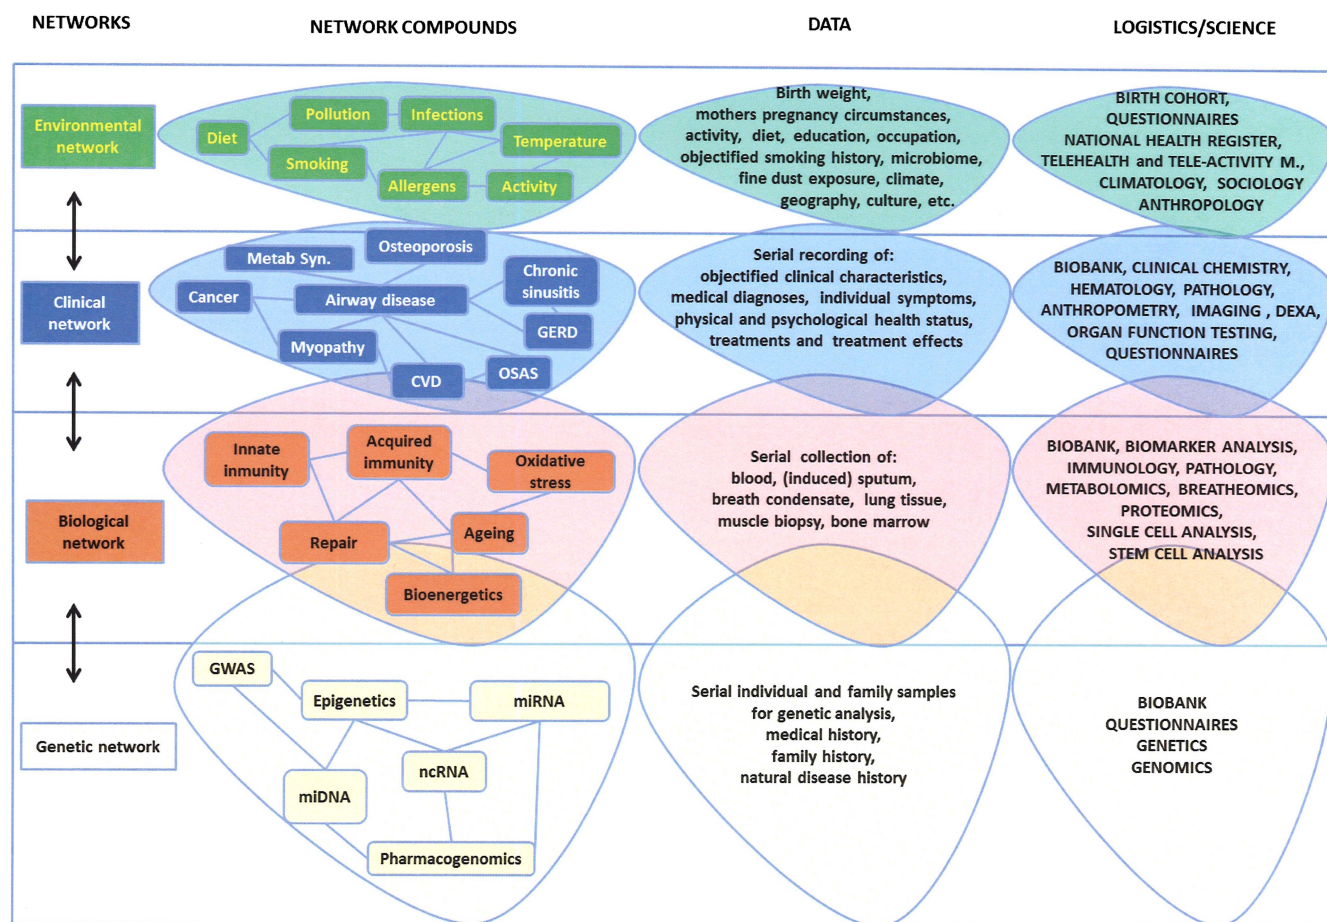 NETWORKS
NETWORK COMPOUNDS
DATA
LOGISTICS/SCIENCE
Environmental
network
Diet
Pollution
Infections
Temperature
Smoking
Allergens
Activity
Birth weight,
mothers pregnancy circumstances,
activity, diet, education, occupation,
objectified smoking history, microbiome,
fine dust exposure, climate,
geography, culture, etc.
BIRTH COHORT,
QUESTIONNAIRES
NATIONAL HEALTH REGISTER,
TELEHEALTH and TELE-ACTIVITY M.,
CLIMATOLOGY, SOCIOLOGY
ANTHROPOLOGY
Clinical
network
Metab Syn.
Osteoporosis
Chronic
sinusitis
Cancer
Airway disease
GERD
Myopathy
CVD
OSAS
Serial recording of:
objectified clinical characteristics,
medical diagnoses, individual symptoms,
physical and psychological health status,
treatments and treatment effects
BIOBANK, CLINICAL CHEMISTRY,
HEMATOLOGY, PATHOLOGY,
ANTHROPOMETRY, IMAGING , DEXA,
ORGAN FUNCTION TESTING,
QUESTIONNAIRES
Biological
network
Innate
inmunity
Acquired
immunity
Oxidative
stress
Repair
Ageing
Bioenergetics
Serial collection of:
blood, (induced) sputum,
breath condensate, lung tissue,
muscle biopsy, bone marrow
BIOBANK, BIOMARKER ANALYSIS,
IMMUNOLOGY, PATHOLOGY,
METABOLOMICS, BREATHEOMICS,
PROTEOMICS,
SINGLE CELL ANALYSIS,
STEM CELL ANALYSIS
Genetic network
GWAS
Epigenetics
miRNA
ncRNA
miDNA
Pharmacogenomics
Serial individual and family samples
for genetic analysis,
medical history,
family history,
natural disease history
BIOBANK
QUESTIONNAIRES
GENETICS
GENOMICS